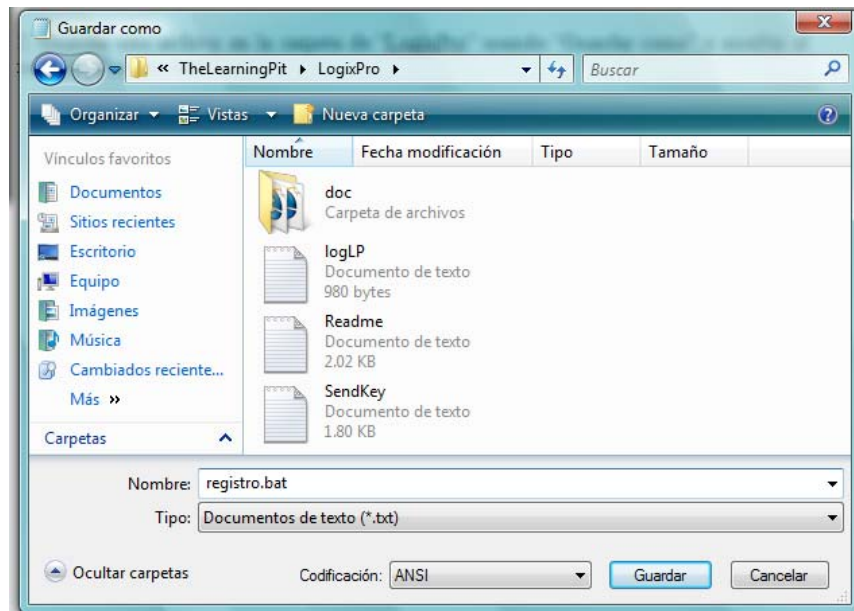 Guardar como
« TheLearningPit ▸ LogixPro ▸ Buscar
Organizar Vistas Nueva carpeta
Vínculos favoritos
Documentos
Sitios recientes
Escritorio
Equipo
Imágenes
Música
Cambiados reciente...
Más »
Carpetas
Nombre Fecha modificación Tipo Tamaño
doc
Carpeta de archivos
logLP
Documento de texto
980 bytes
Readme
Documento de texto
2.02 KB
SendKey
Documento de texto
1.80 KB
Nombre: registro.bat
Tipo: Documentos de texto (*.txt)
Ocultar carpetas Codificación: ANSI Guardar Cancelar